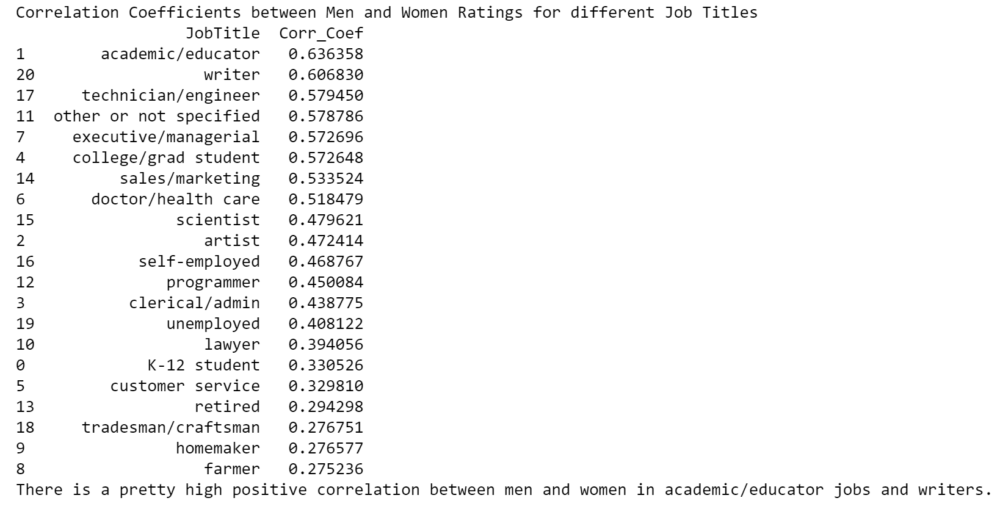 Correlation Coefficients between Men and Women Ratings for different Job Titles
JobTitle Corr_Coef
1 academic/educator 0.636358
20 writer 0.606830
17 technician/engineer 0.579450
11 other or not specified 0.578786
7 executive/managerial 0.572696
4 college/grad student 0.572648
14 sales/marketing 0.533524
6 doctor/health care 0.518479
15 scientist 0.479621
2 artist 0.472414
16 self-employed 0.468767
12 programmer 0.450084
3 clerical/admin 0.438775
19 unemployed 0.408122
10 lawyer 0.394056
0 K-12 student 0.330526
5 customer service 0.329810
13 retired 0.294298
18 tradesman/craftsman 0.276751
9 homemaker 0.276577
8 farmer 0.275236
There is a pretty high positive correlation between men and women in academic/educator jobs and writers.